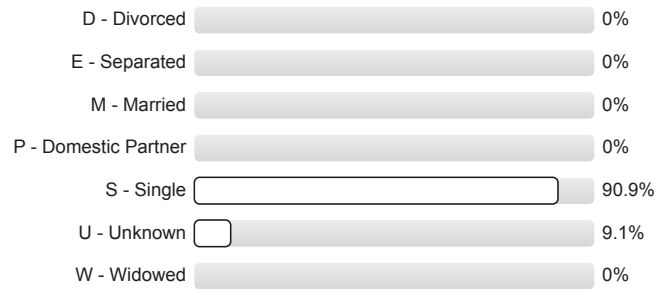 D - Divorced 0%
E - Separated 0%
M - Married 0%
P - Domestic Partner 0%
S - Single 90.9%
U - Unknown 9.1%
W - Widowed 0%